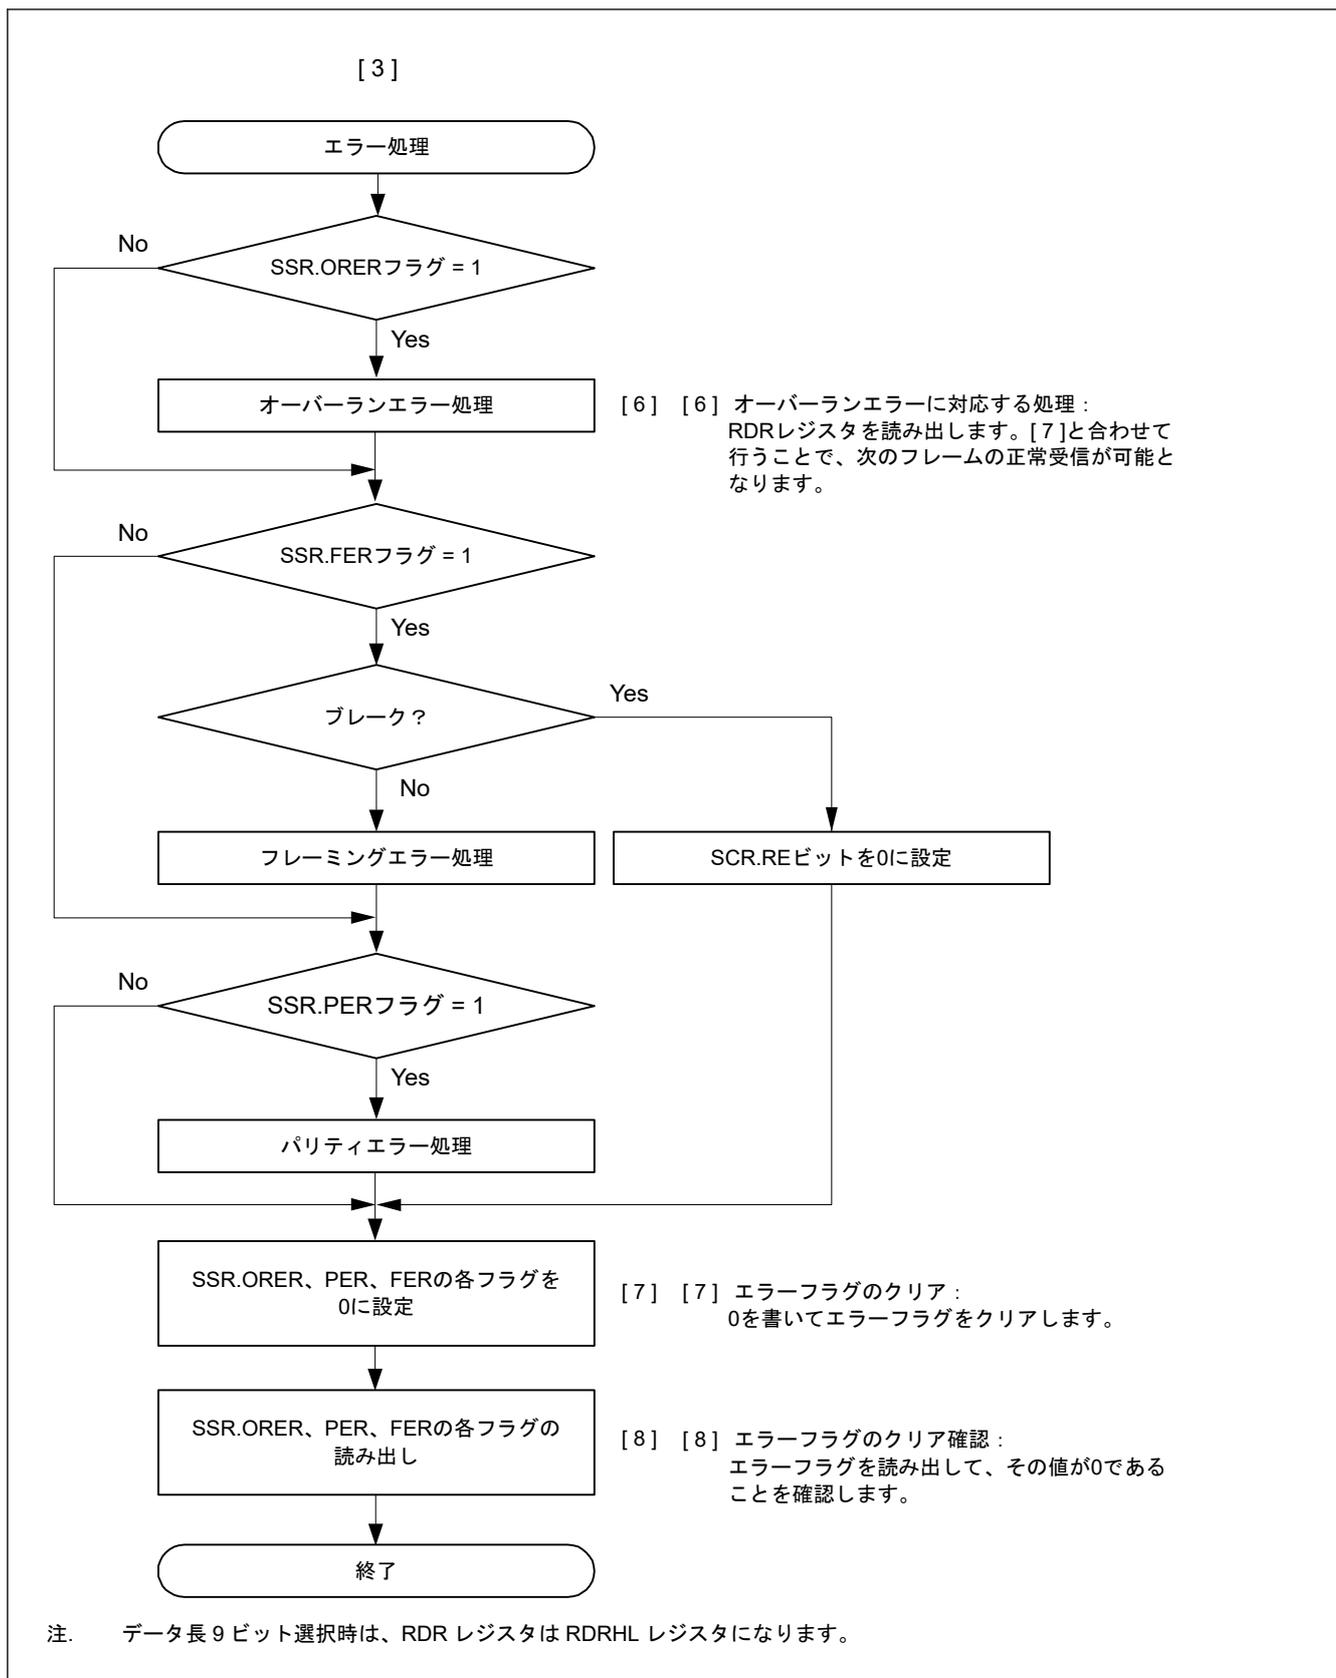 [ 3 ]
エラー処理
No
SSR.ORERフラグ = 1
Yes
オーバーランエラー処理
[ 6 ] [ 6 ] オーバーランエラーに対応する処理：
RDRレジスタを読み出します。[ 7 ]と合わせて
行うことで、次のフレームの正常受信が可能と
なります。
No
SSR.FERフラグ = 1
Yes
ブレーク？
Yes
No
フレーミングエラー処理
SCR.REビットを0に設定
No
SSR.PERフラグ = 1
Yes
パリティエラー処理
SSR.ORER、PER、FERの各フラグを
0に設定
[ 7 ] [ 7 ] エラーフラグのクリア：
0を書いてエラーフラグをクリアします。
SSR.ORER、PER、FERの各フラグの
読み出し
[ 8 ] [ 8 ] エラーフラグのクリア確認：
エラーフラグを読み出して、その値が0である
ことを確認します。
終了
注. データ長 9 ビット選択時は、RDR レジスタは RDRHL レジスタになります。